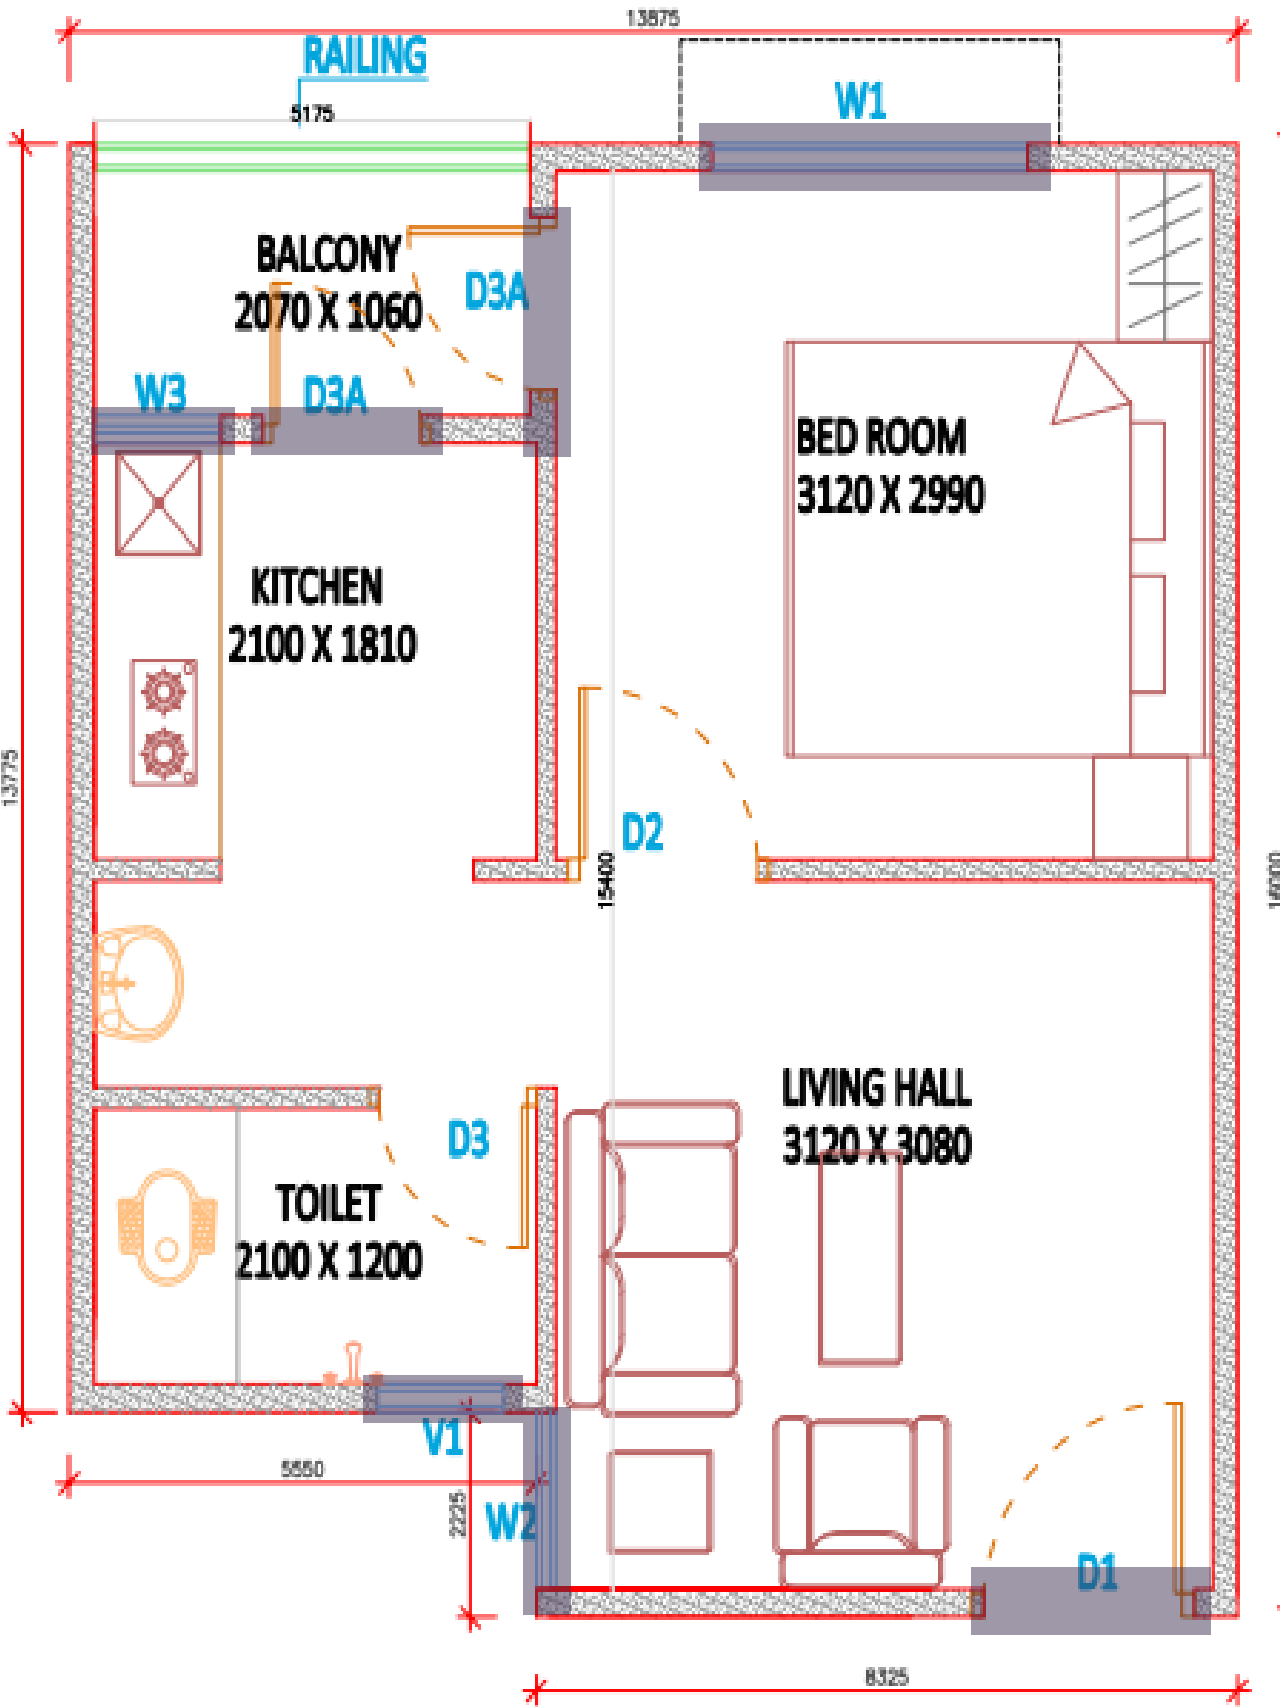 13875
RAILING
5175
W1
BALCONY
2070 X 1060
D3A
W3
D3A
BED ROOM
3120 X 2990
KITCHEN
2100 X 1810
13775
D2
15400
LIVING HALL
3120 X 3080
D3
TOILET
2100 X 1200
V1
5550
2225
W2
D1
8325